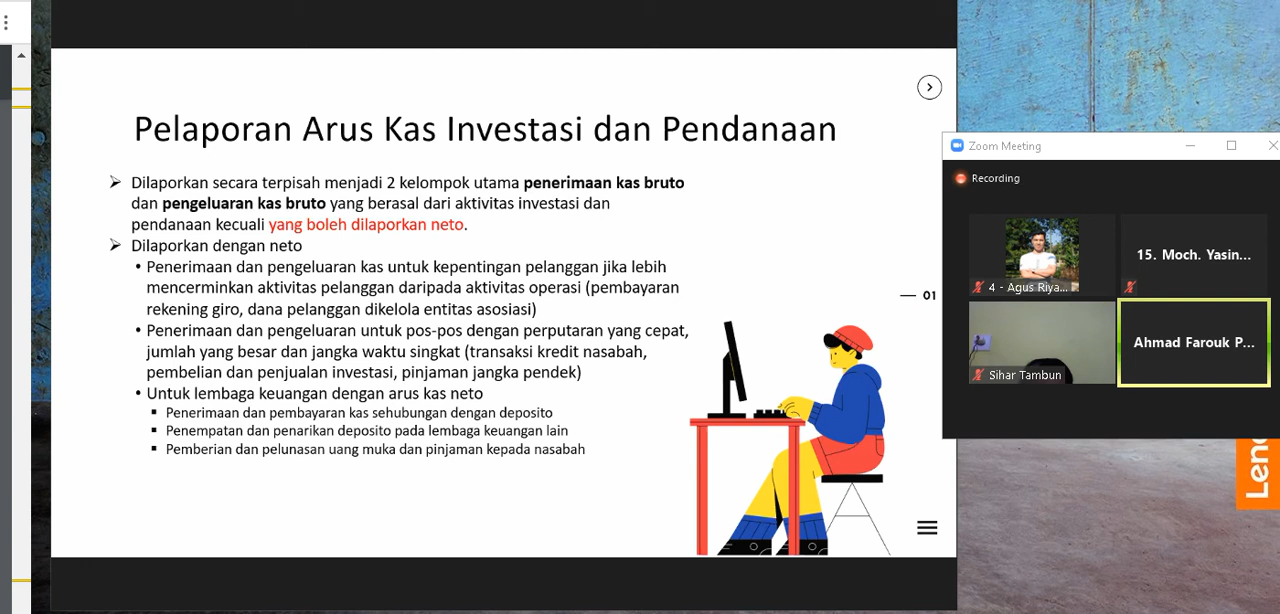 Pelaporan Arus Kas Investasi dan Pendanaan
➢ Dilaporkan secara terpisah menjadi 2 kelompok utama penerimaan kas bruto
dan pengeluaran kas bruto yang berasal dari aktivitas investasi dan
pendanaan kecuali yang boleh dilaporkan neto.
➢ Dilaporkan dengan neto
• Penerimaan dan pengeluaran kas untuk kepentingan pelanggan jika lebih
mencerminkan aktivitas pelanggan daripada aktivitas operasi (pembayaran
rekening giro, dana pelanggan dikelola entitas asosiasi)
• Penerimaan dan pengeluaran untuk pos-pos dengan perputaran yang cepat,
jumlah yang besar dan jangka waktu singkat (transaksi kredit nasabah,
pembelian dan penjualan investasi, pinjaman jangka pendek)
• Untuk lembaga keuangan dengan arus kas neto
▪ Penerimaan dan pembayaran kas sehubungan dengan deposito
▪ Penempatan dan penarikan deposito pada lembaga keuangan lain
▪ Pemberian dan pelunasan uang muka dan pinjaman kepada nasabah
— 01
Zoom Meeting
Recording
4 - Agus Riya...
15. Moch. Yasin...
Sihar Tambun
Ahmad Farouk P...
Leno